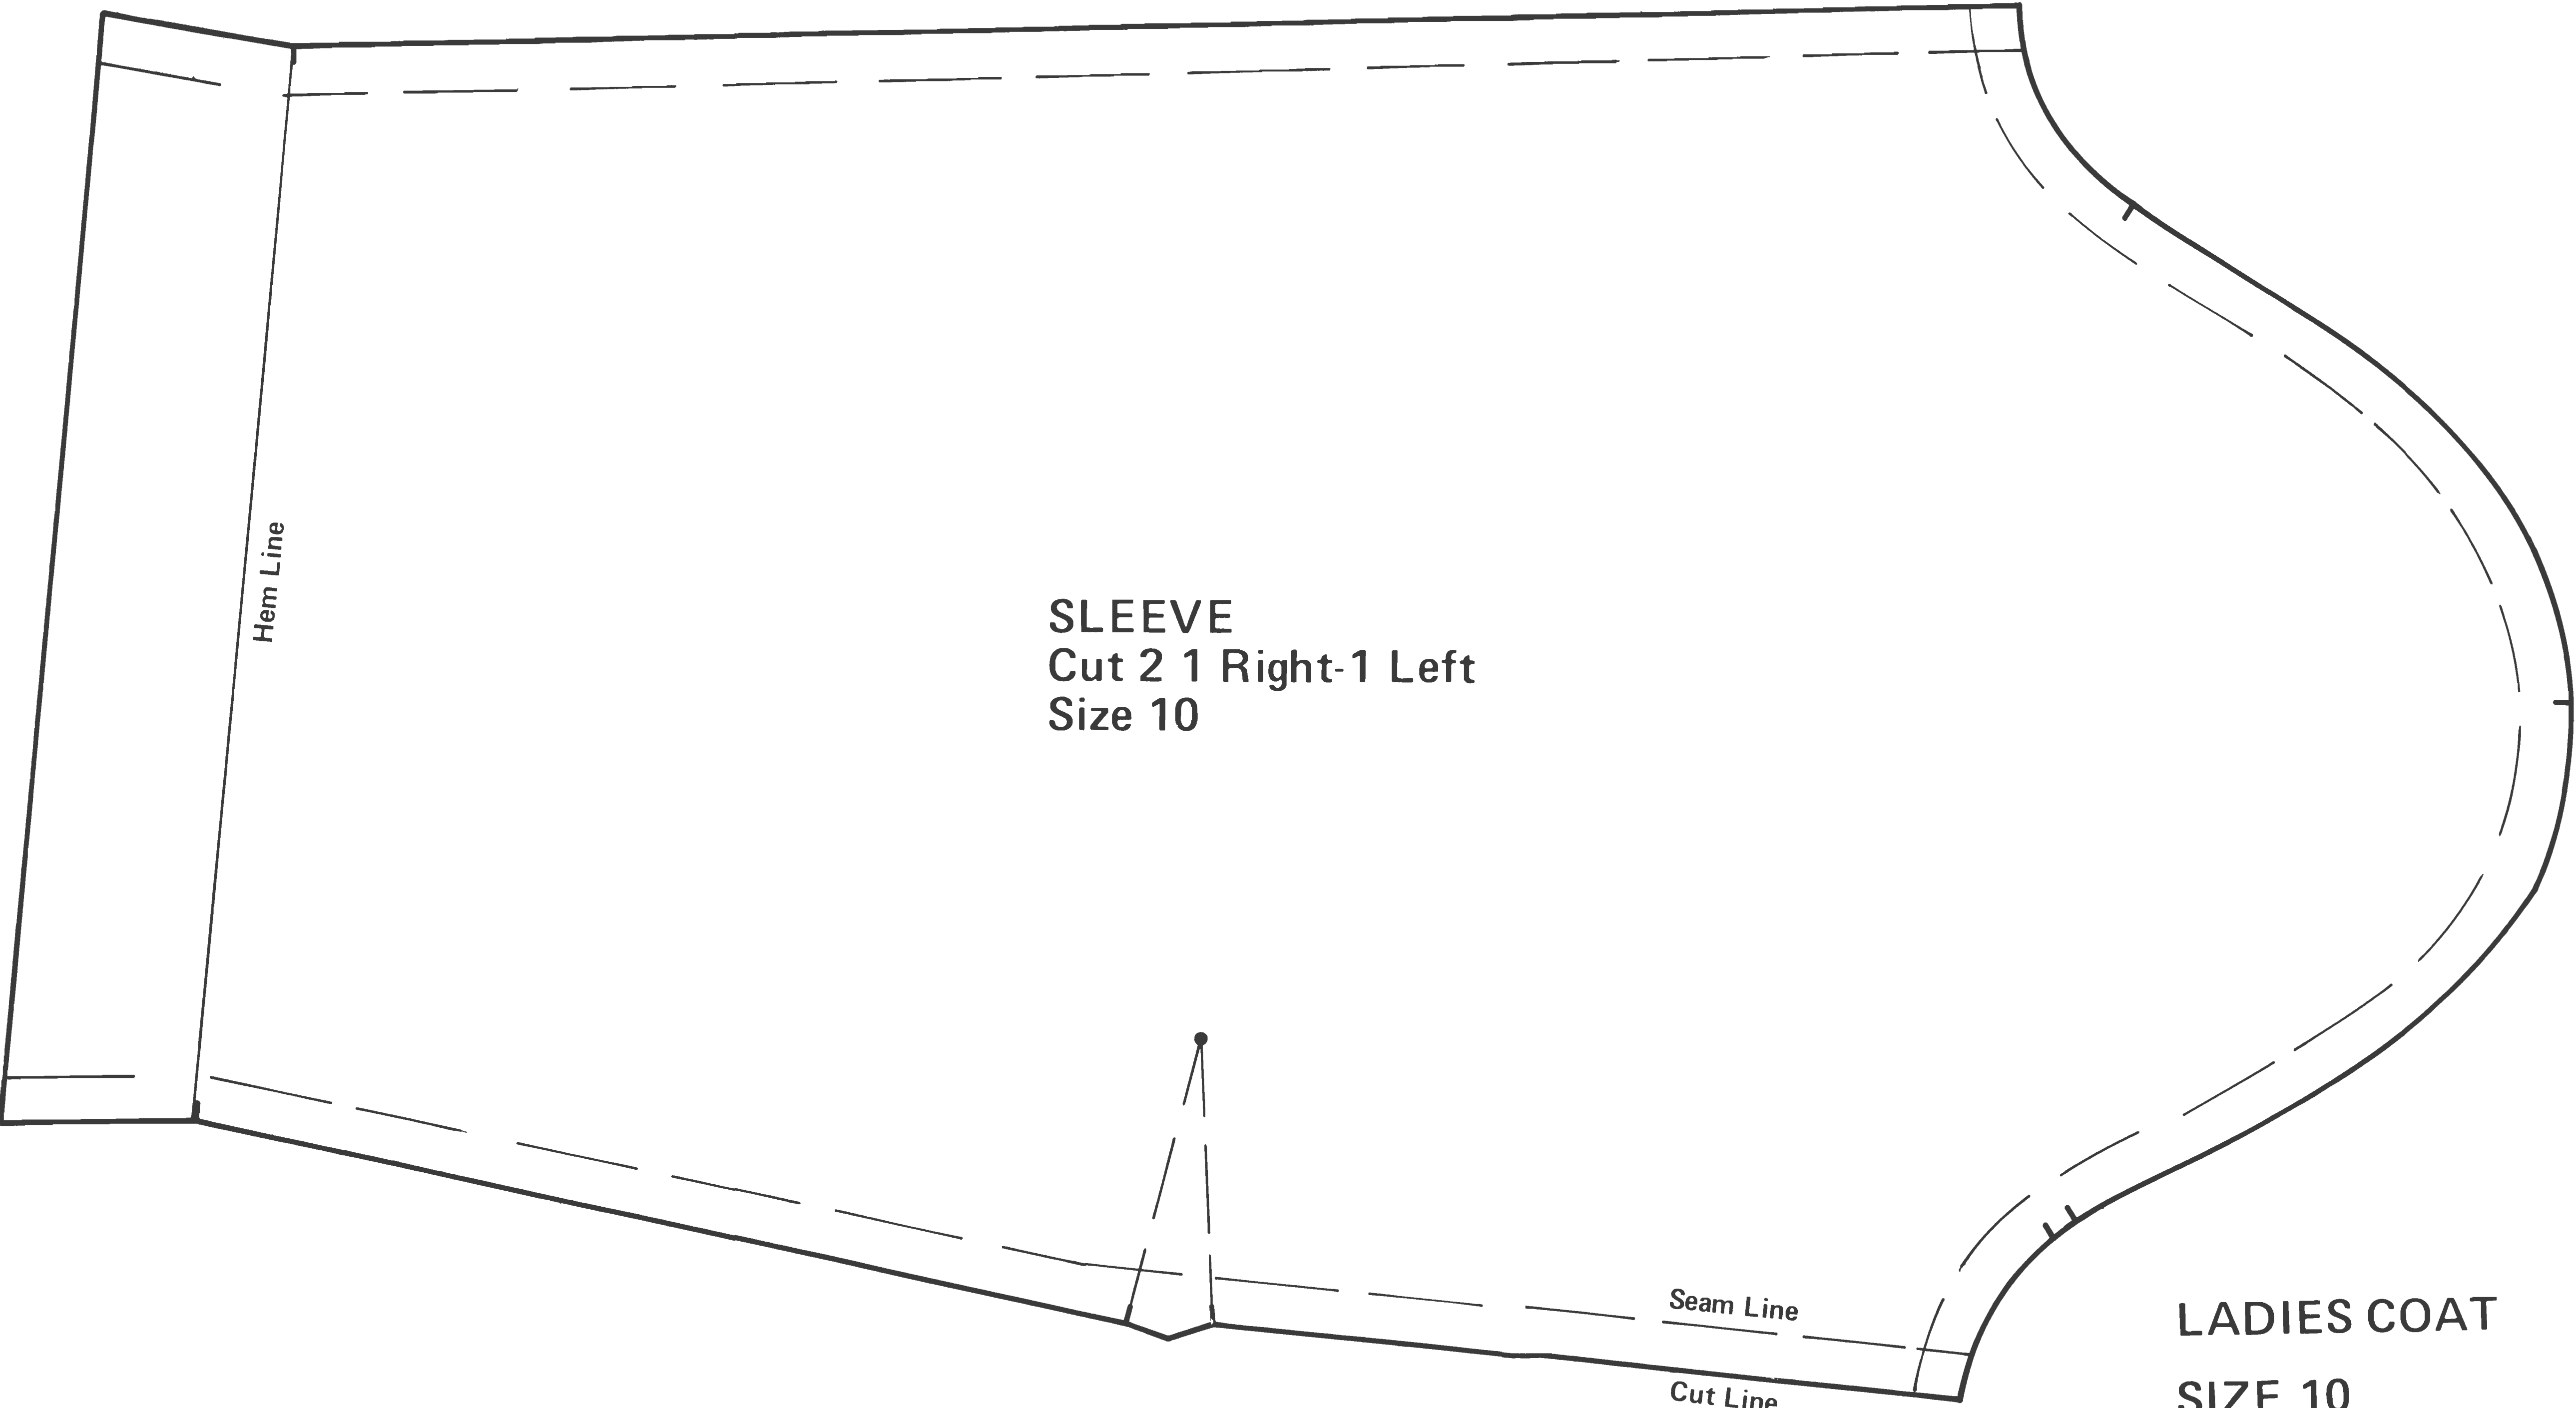 Hem Line
SLEEVE
Cut 2 1 Right-1 Left
Size 10
Seam Line
Cut Line
LADIES COAT
SIZE 10